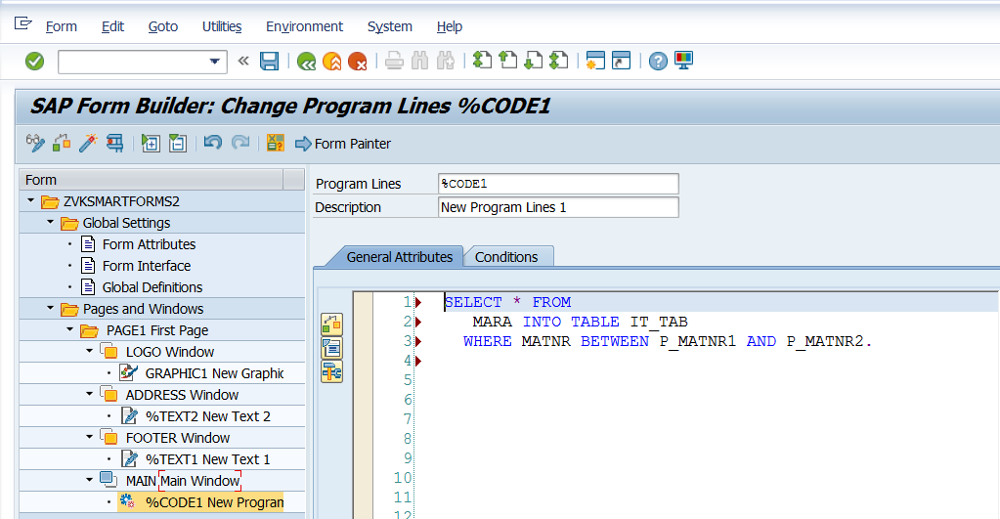 Form Edit Goto Utilities Environment System Help
SAP Form Builder: Change Program Lines %CODE1
Form Painter
Form
ZVKSMARTFORMS2
Global Settings
Form Attributes
Form Interface
Global Definitions
Pages and Windows
PAGE1 First Page
LOGO Window
GRAPHIC1 New Graphic
ADDRESS Window
%TEXT2 New Text 2
FOOTER Window
%TEXT1 New Text 1
MAIN Main Window
%CODE1 New Program
Program Lines %CODE1
Description New Program Lines 1
General Attributes Conditions
1 SELECT * FROM
2 MARA INTO TABLE IT_TAB
3 WHERE MATNR BETWEEN P_MATNR1 AND P_MATNR2.
4
5
6
7
8
9
10
11
12